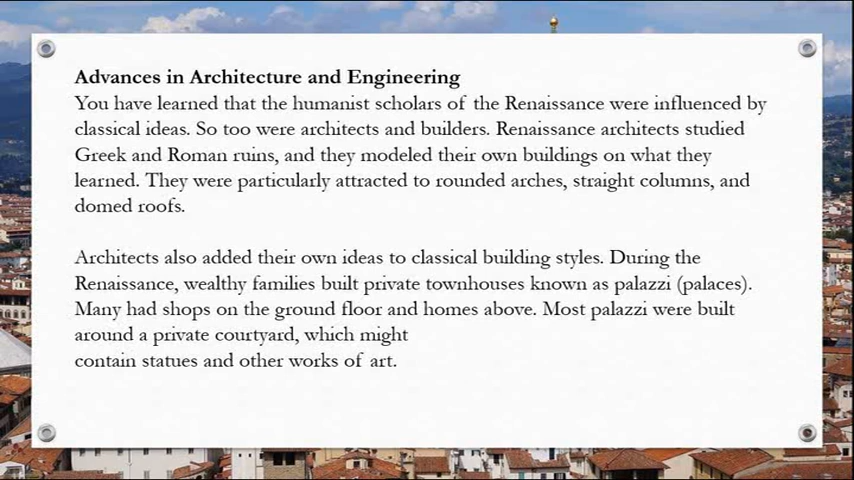 Advances in Architecture and Engineering
You have learned that the humanist scholars of the Renaissance were influenced by
classical ideas. So too were architects and builders. Renaissance architects studied
Greek and Roman ruins, and they modeled their own buildings on what they
learned. They were particularly attracted to rounded arches, straight columns, and
domed roofs.
Architects also added their own ideas to classical building styles. During the
Renaissance, wealthy families built private townhouses known as palazzi (palaces).
Many had shops on the ground floor and homes above. Most palazzi were built
around a private courtyard, which might
contain statues and other works of art.